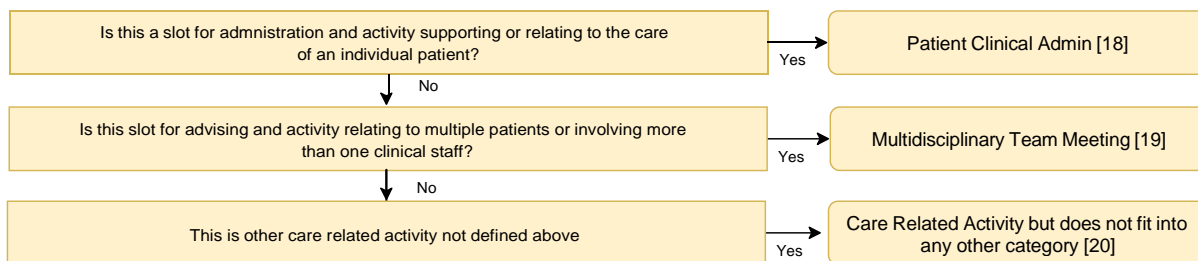 Is this a slot for admnistration and activity supporting or relating to the care
of an individual patient?
Yes
Patient Clinical Admin [18]
No
Is this slot for advising and activity relating to multiple patients or involving more
than one clinical staff?
Yes
Multidisciplinary Team Meeting [19]
No
This is other care related activity not defined above
Yes
Care Related Activity but does not fit into
any other category [20]